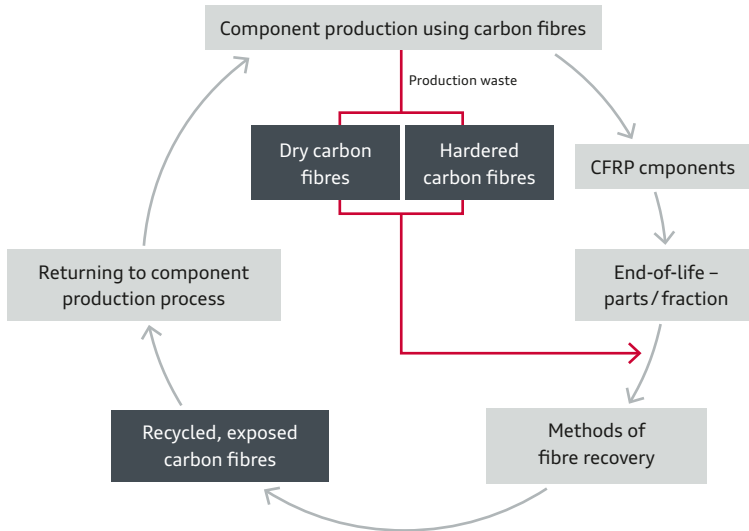 Component production using carbon fibres
Production waste
Dry carbon
fibres
Hardered
carbon fibres
CFRP cmponents
Returning to component
production process
End-of-life –
parts / fraction
Recycled, exposed
carbon fibres
Methods of
fibre recovery